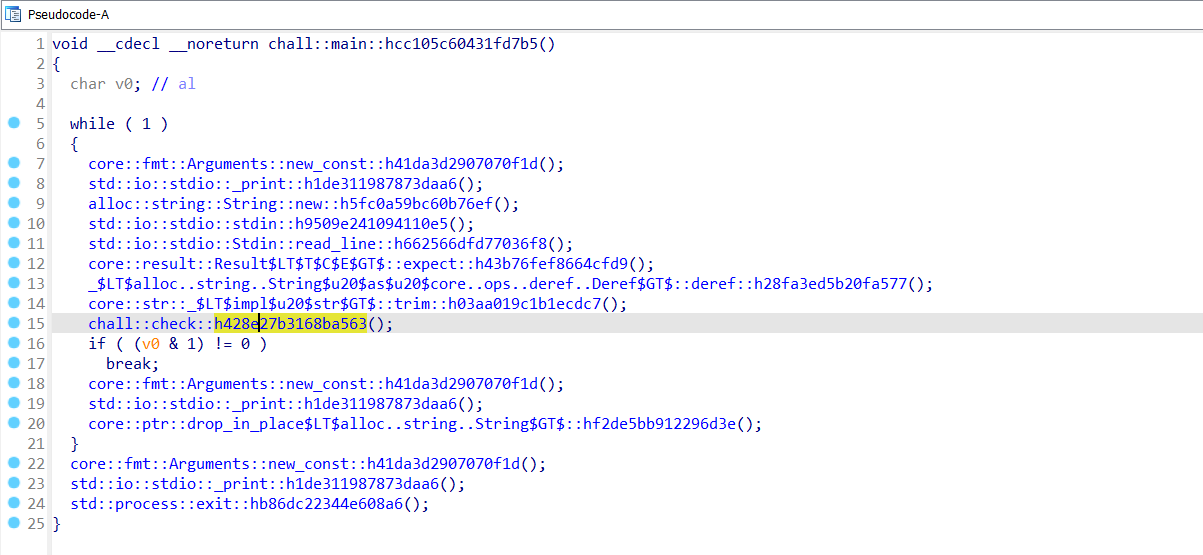 Pseudocode-A
1 void __cdecl __noreturn chall::main::hcc105c60431fd7b5()
2 {
3   char v0; // al
4
5   while ( 1 )
6   {
7     core::fmt::Arguments::new_const::h41da3d2907070f1d();
8     std::io::stdio::_print::h1de311987873daa6();
9     alloc::string::String::new::h5fc0a59bc60b76ef();
10     std::io::stdio::stdin::h9509e241094110e5();
11     std::io::stdio::Stdin::read_line::h662566dfd77036f8();
12     core::result::Result$LT$T$C$E$GT$::expect::h43b76fef8664cfd9();
13     _$LT$alloc..string..String$u20$as$u20$core..ops..deref..Deref$GT$::deref::h28fa3ed5b20fa577();
14     core::str::_$LT$impl$u20$str$GT$::trim::h03aa019c1b1ecdc7();
15     chall::check::h428e27b3168ba563();
16     if ( (v0 & 1) != 0 )
17       break;
18     core::fmt::Arguments::new_const::h41da3d2907070f1d();
19     std::io::stdio::_print::h1de311987873daa6();
20     core::ptr::drop_in_place$LT$alloc..string..String$GT$::hf2de5bb912296d3e();
21   }
22   core::fmt::Arguments::new_const::h41da3d2907070f1d();
23   std::io::stdio::_print::h1de311987873daa6();
24   std::process::exit::hb86dc22344e608a6();
25 }